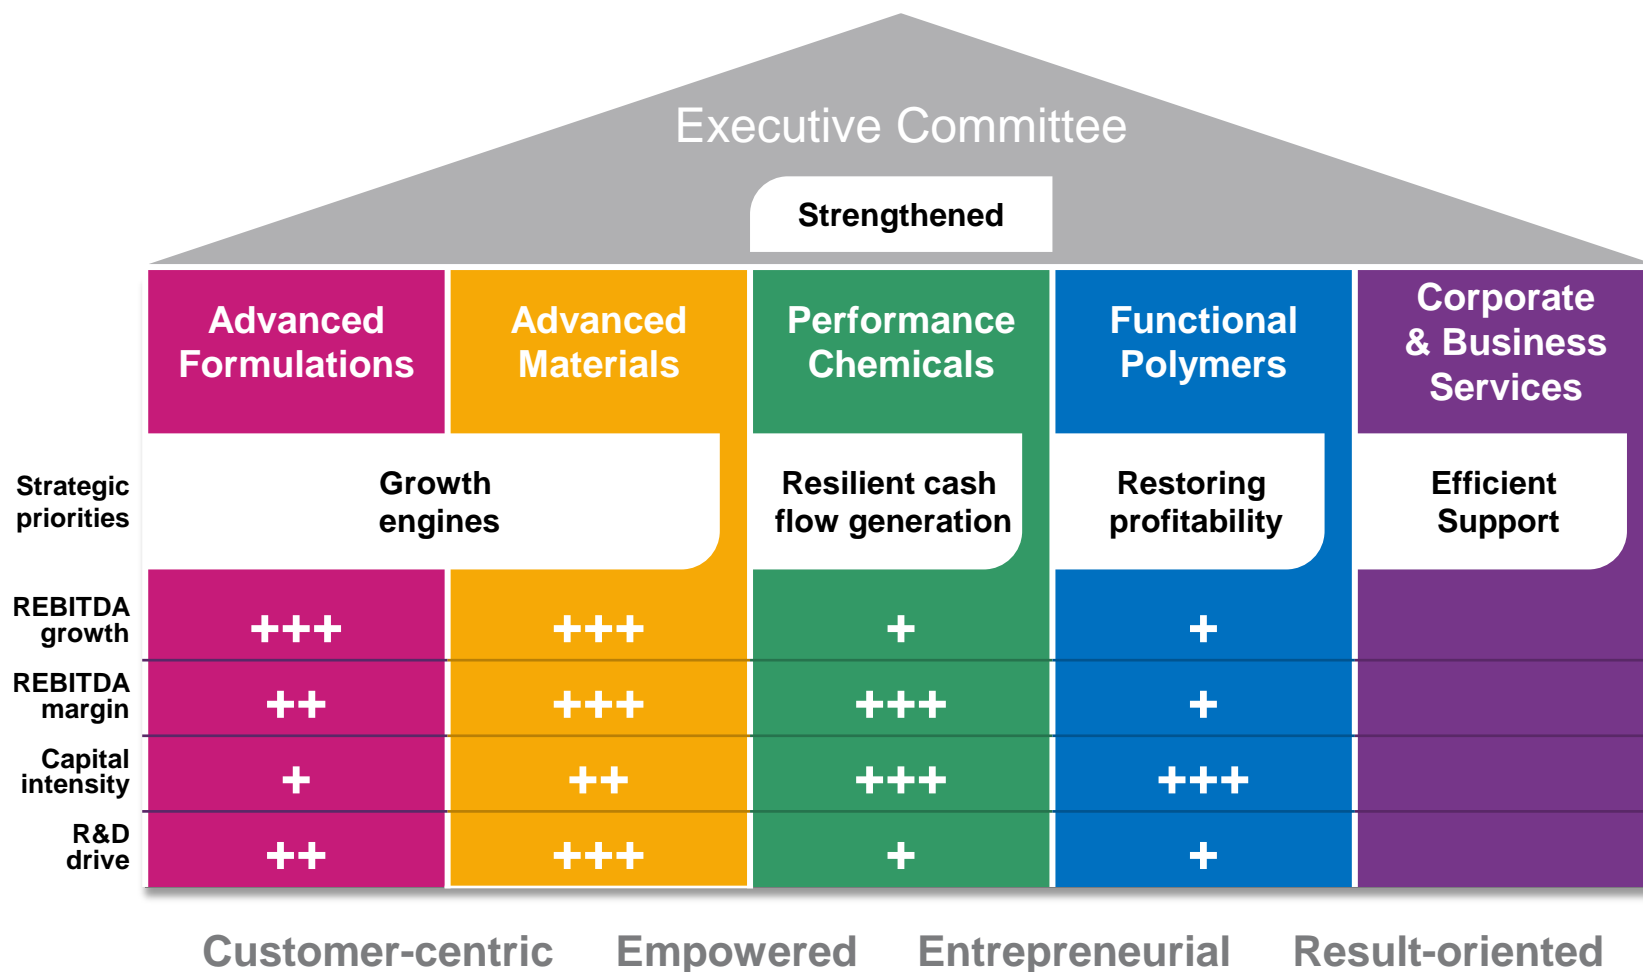 Executive Committee
Strengthened
Advanced
Formulations
Advanced
Materials
Performance
Chemicals
Functional
Polymers
Corporate
& Business
Services
Strategic
priorities
Growth
engines
Resilient cash
flow generation
Restoring
profitability
Efficient
Support
REBITDA
growth
+++
+++
+
+
REBITDA
margin
++
+++
+++
+
Capital
intensity
+
++
+++
+++
R&D
drive
++
+++
+
+
Customer-centric
Empowered
Entrepreneurial
Result-oriented